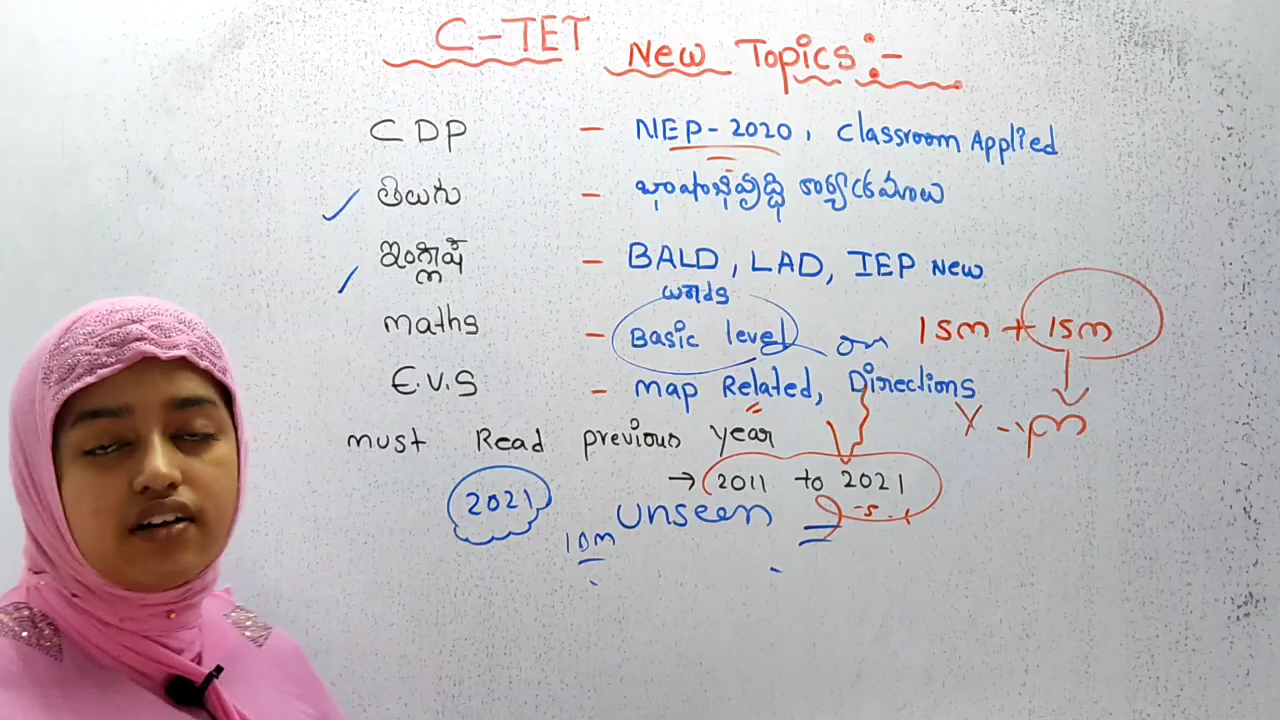 C-TET New Topics:-
CDP - NEP-2020, Classroom Applied
తెలుగు - భాషాభివృద్ధి కార్యక్రమాలు
ఇంగ్లీష్ - BALD, LAD, IEP New
words
maths - Basic level on 15m + 15m
E.V.S - map Related, Directions
must Read previous year
→ 2011 to 2021
2021 unseen
10m